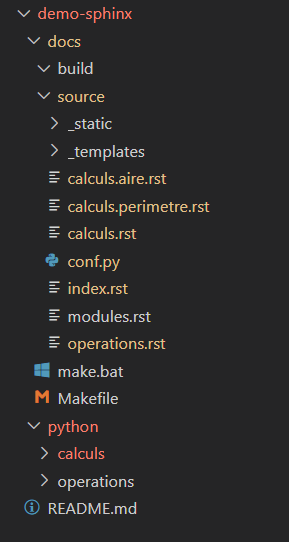 demo-sphinx
docs
build
source
_static
_templates
calculs.aire.rst
calculs.perimetre.rst
calculs.rst
conf.py
index.rst
modules.rst
operations.rst
make.bat
M Makefile
python
calculs
operations
README.md